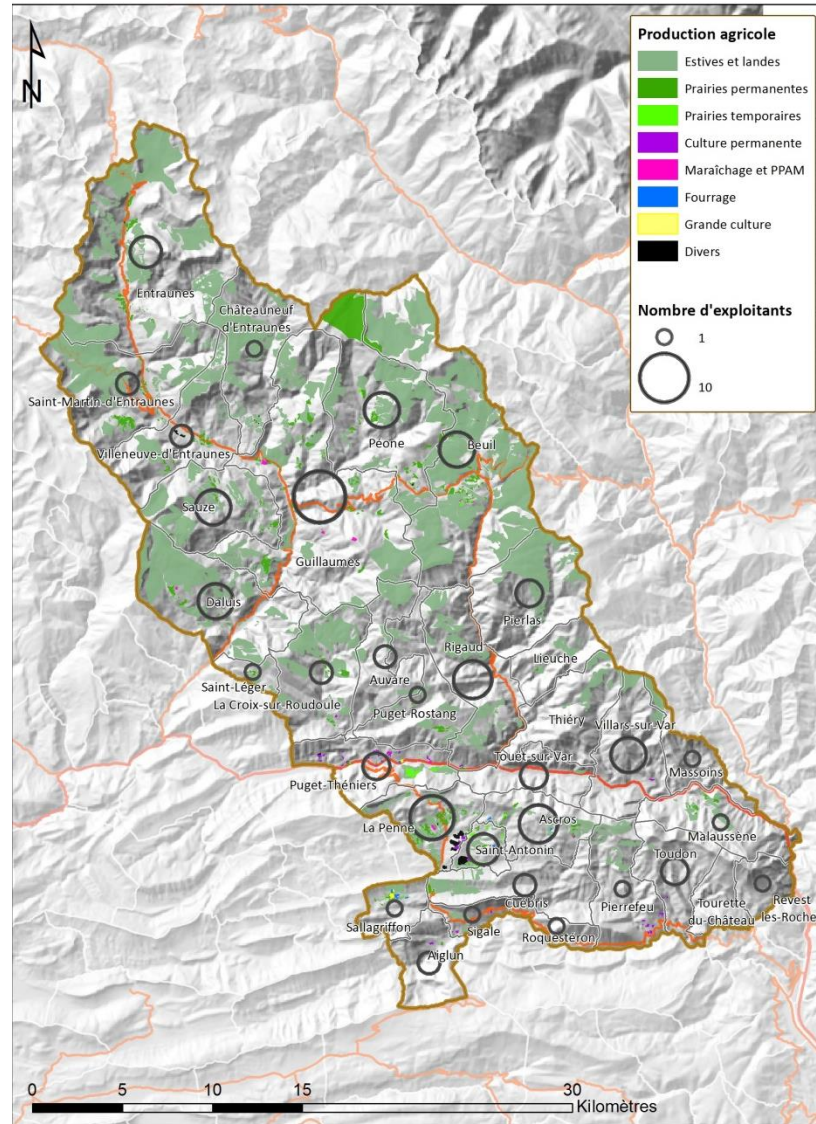 Production agricole
Estives et landes
Prairies permanentes
Prairies temporaires
Culture permanente
Maraîchage et PPAM
Fourrage
Grande culture
Divers
Nombre d'exploitants
1
10
N
Entraunes
Châteauneuf
d'Entraunes
Saint-Martin-d'Entraunes
Péone
Villeneuve-d'Entraunes
Beuil
Sauze
Guillaumes
Daluis
Pierlas
Rigaud
Lieuche
Auvare
Saint-Léger
La Croix-sur-Roudoule
Puget-Rostang
Thiéry
Villars-sur-Var
Touët-sur-Var
Massoins
Puget-Théniers
La Penne
Ascros
Malaussène
Saint-Antonin
Toudon
Cuébris
Pierrefeu
Tourette
du-Château
Revest
les-Roches
Sallagriffon
Sigale
Roquesteron
Aiglun
0 5 10 15 30
Kilomètres